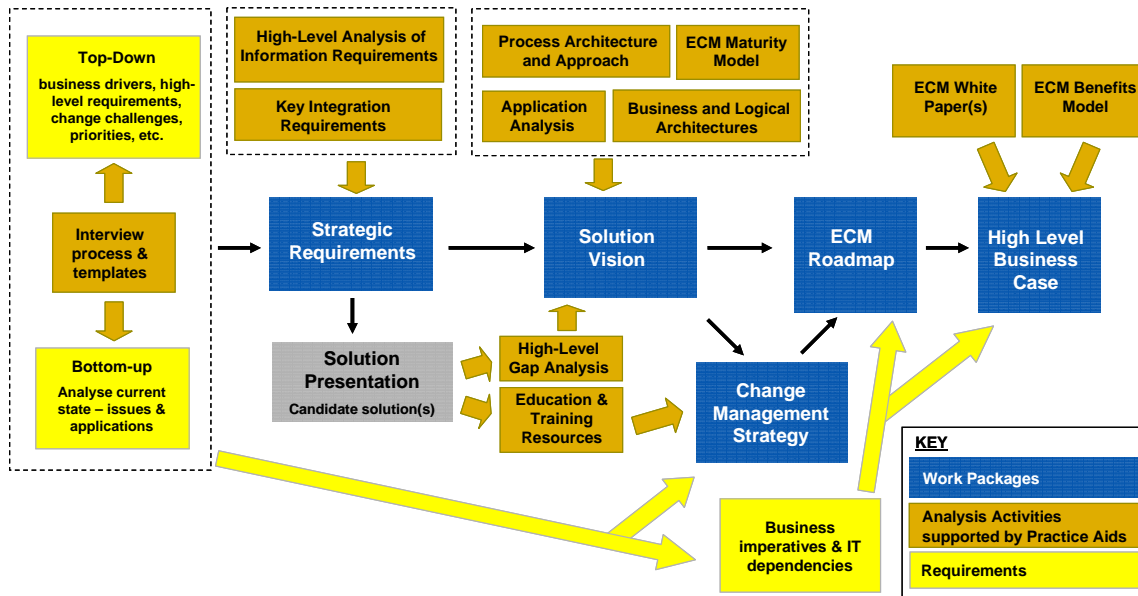 Top-Down
business drivers, high-
level requirements,
change challenges,
priorities, etc.
Interview
process &
templates
Bottom-up
Analyse current
state – issues &
applications
High-Level Analysis of
Information Requirements
Key Integration
Requirements
Process Architecture
and Approach
ECM Maturity
Model
Application
Analysis
Business and Logical
Architectures
ECM White
Paper(s)
ECM Benefits
Model
Strategic
Requirements
Solution
Vision
ECM
Roadmap
High Level
Business
Case
Solution
Presentation
Candidate solution(s)
High-Level
Gap Analysis
Education &
Training
Resources
Change
Management
Strategy
Business
imperatives & IT
dependencies
KEY
Work Packages
Analysis Activities
supported by Practice Aids
Requirements